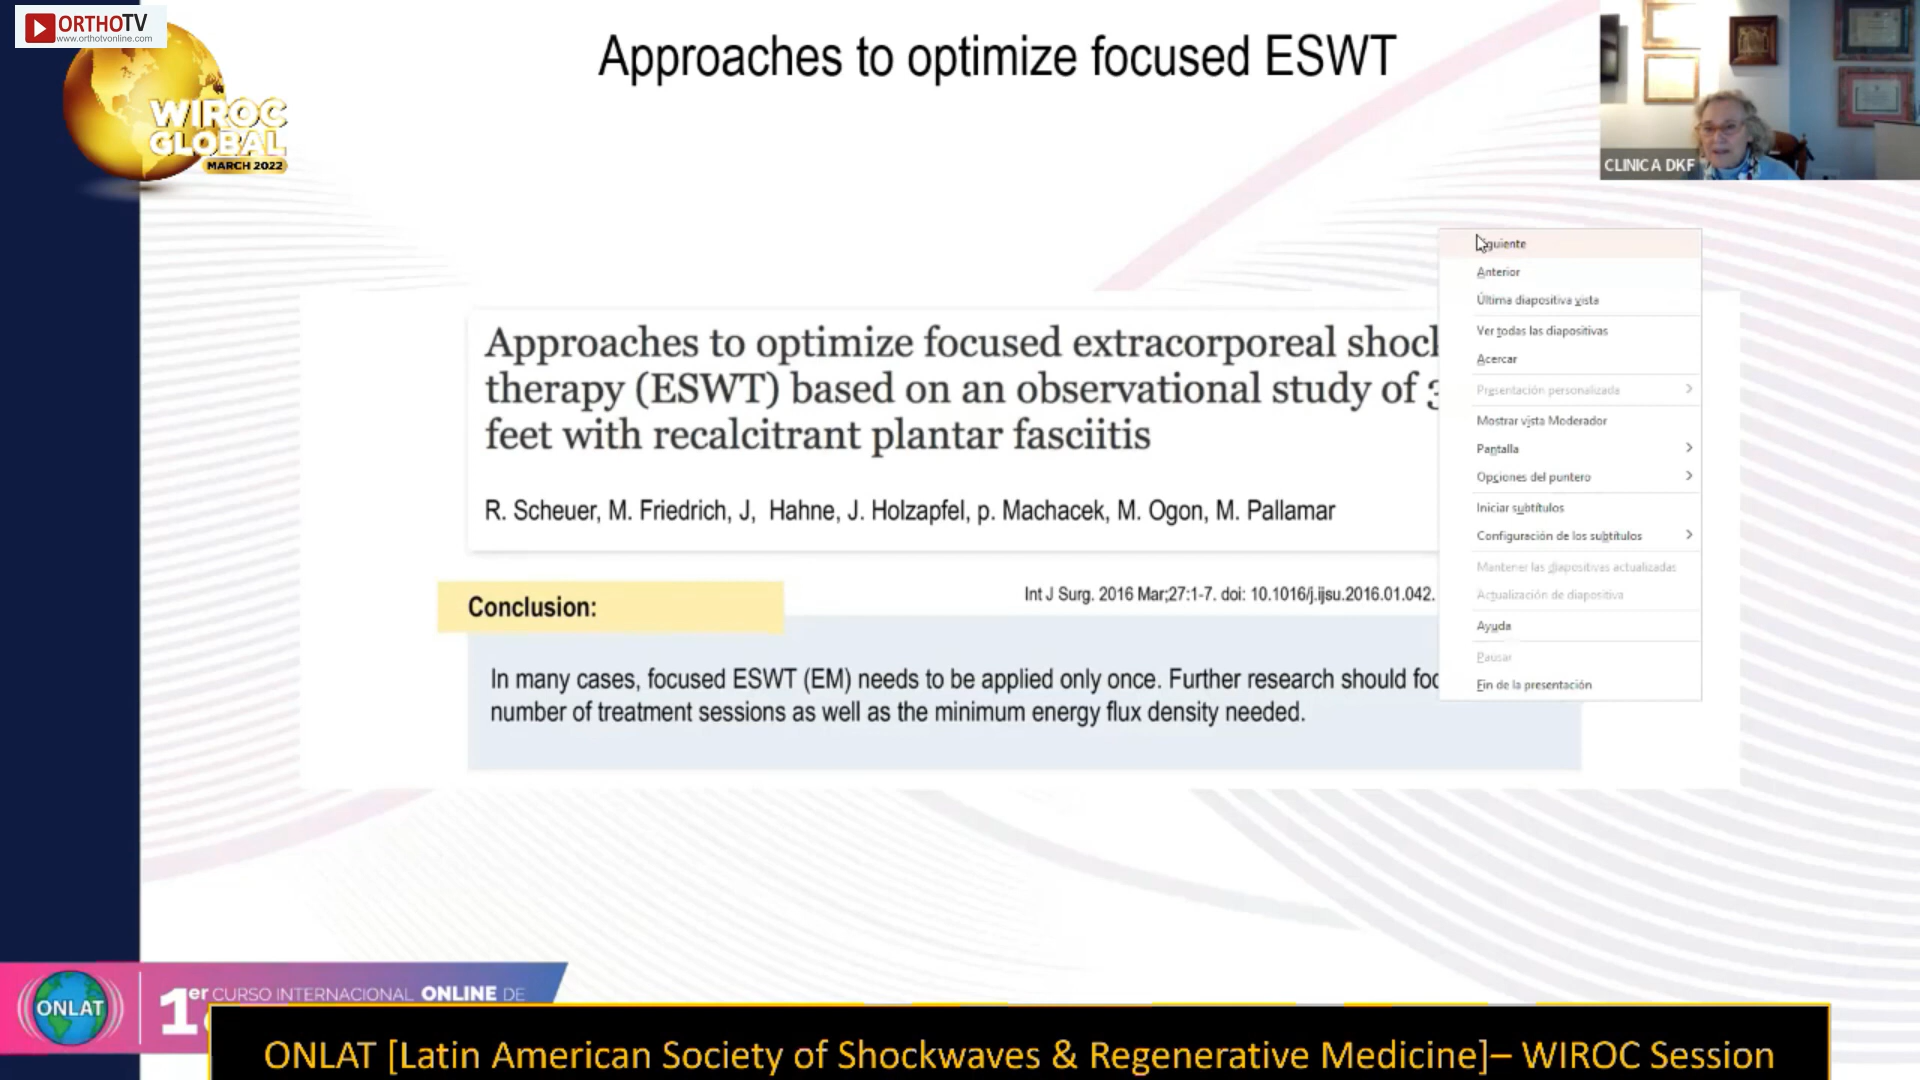 ORTHOTV
www.orthotvonline.com
WIROC
GLOBAL
MARCH 2022
Approaches to optimize focused ESWT
CLINICA DKF
Approaches to optimize focused extracorporeal
therapy (ESWT) based on an observational study of
feet with recalcitrant plantar fasciitis
R. Scheuer, M. Friedrich, J, Hahne, J. Holzapfel, p. Machacek, M. Ogon, M. Pallamar
Int J Surg. 2016 Mar;27:1-7. doi: 10.1016/j.ijsu.2016.01.042.
Conclusion:
In many cases, focused ESWT (EM) needs to be applied only once. Further research should
number of treatment sessions as well as the minimum energy flux density needed.
Anterior
Última diapositiva vista
Ver todas las diapositivas
Acercar
Presentación personalizada
Mostrar vista Moderador
Pantalla
Opciones del puntero
Iniciar subtítulos
Configuración de los subtítulos
Mantener las diapositivas actualizadas
Actualización de diapositiva
Ayuda
Pausar
Fin de la presentación
ONLAT
1er CURSO INTERNACIONAL ONLINE DE
ONLAT [Latin American Society of Shockwaves & Regenerative Medicine]– WIROC Session